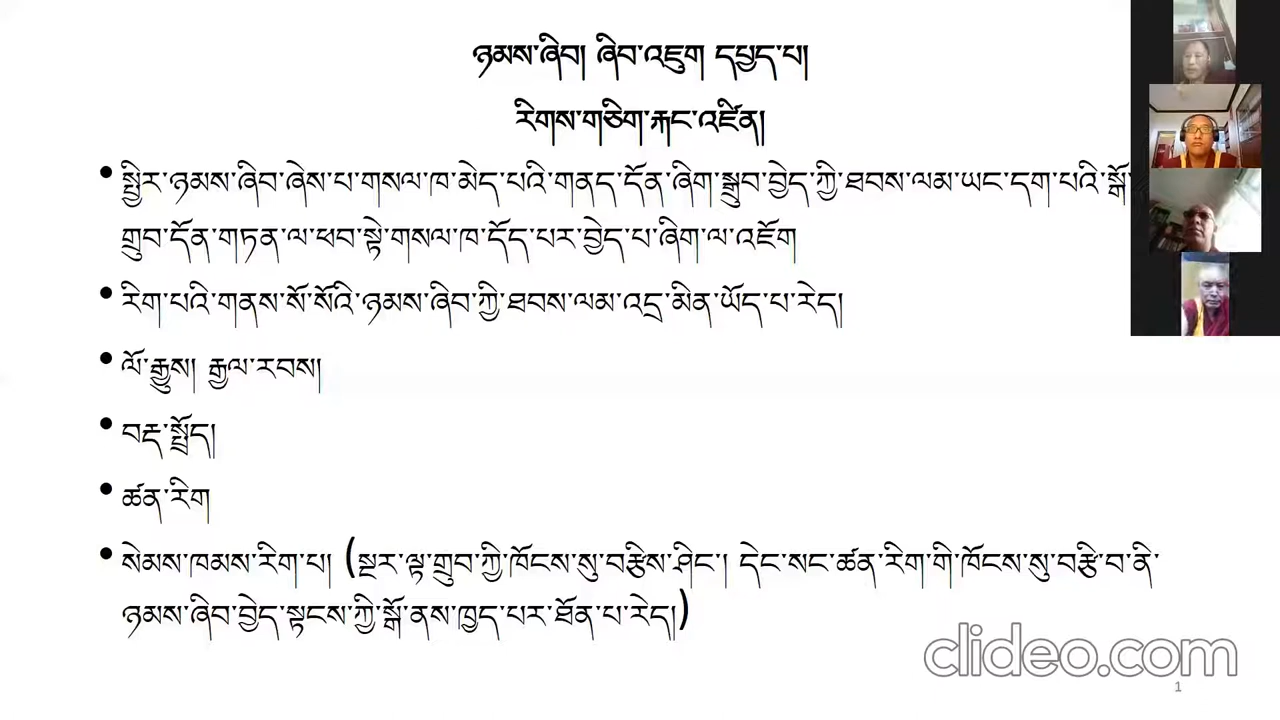 ཉམས་ཞིབ། ཞིབ་འཇུག དཔྱད་པ།
རིགས་གཅིག་རྐང་འཛིན།
• སྤྱིར་ཉམས་ཞིབ་ཞེས་པ་གསལ་ཁ་མེད་པའི་གནད་དོན་ཞིག་སྒྲུབ་བྱེད་ཀྱི་ཐབས་ལམ་ཡང་དག་པའི་སྒོ་
གྲུབ་དོན་གཏན་ལ་ཕབ་སྟེ་གསལ་ཁ་དོད་པར་བྱེད་པ་ཞིག་ལ་འཇོག
• རིག་པའི་གནས་སོ་སོའི་ཉམས་ཞིབ་ཀྱི་ཐབས་ལམ་འདྲ་མིན་ཡོད་པ་རེད།
• ལོ་རྒྱུས། རྒྱལ་རབས།
• བརྡ་སྤྲོད།
• ཚན་རིག
• སེམས་ཁམས་རིག་པ། (སྔར་ལྟ་གྲུབ་ཀྱི་ཁོངས་སུ་བརྩིས་ཤིང་། དེང་སང་ཚན་རིག་གི་ཁོངས་སུ་བརྩི་བ་ནི་
ཉམས་ཞིབ་བྱེད་སྟངས་ཀྱི་སྒོ་ནས་ཁྱད་པར་ཐོན་པ་རེད།)
clideo.com
1